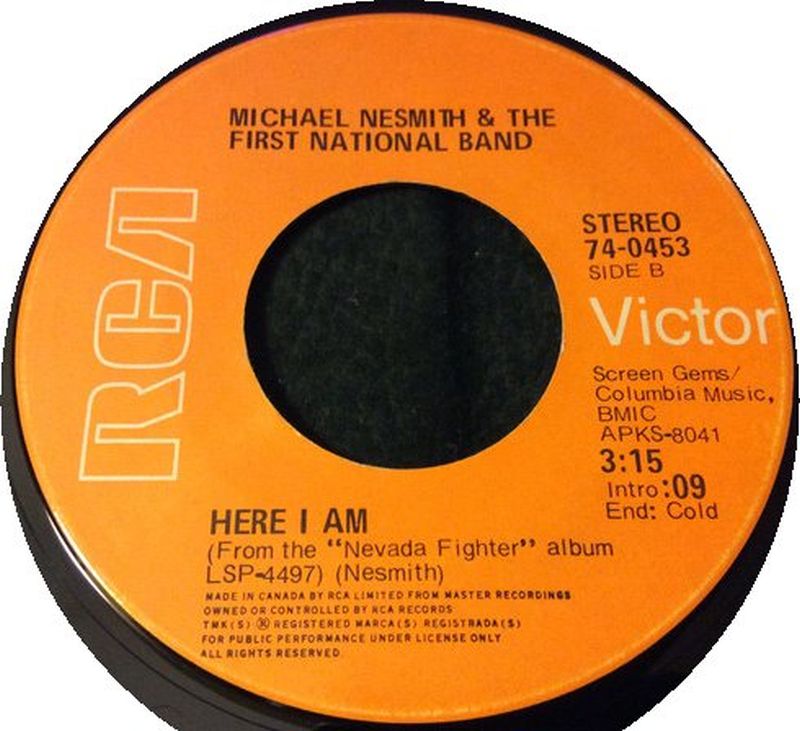 MICHAEL NESMITH & THE
FIRST NATIONAL BAND
RCA
STEREO
74-0453
SIDE B
Victor
Screen Gems/
Columbia Music,
BMIC
APKS-8041
3:15
Intro :09
End: Cold
HERE I AM
(From the "Nevada Fighter" album
LSP-4497) (Nesmith)
MADE IN CANADA BY RCA LIMITED FROM MASTER RECORDINGS
OWNED OR CONTROLLED BY RCA RECORDS
TMK(S) ® REGISTERED MARCA(S) REGISTRADA(S)
FOR PUBLIC PERFORMANCE UNDER LICENSE ONLY
ALL RIGHTS RESERVED